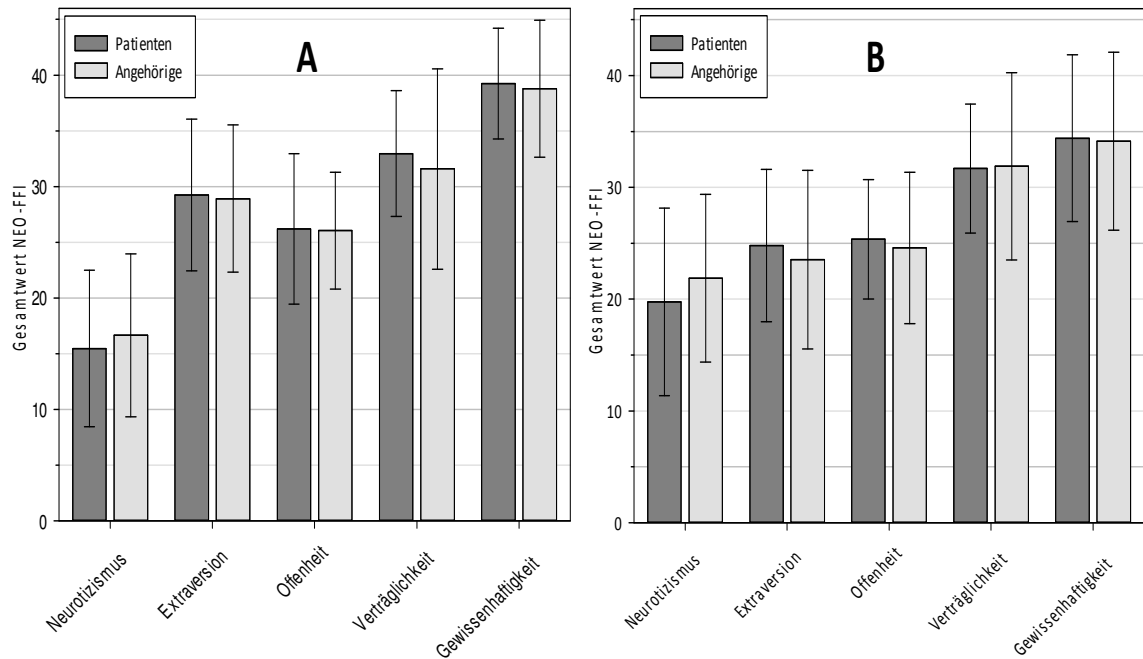 Patienten
Angehörige
A
Gesamtwert NEO-FFI
40
30
20
10
0
Neurotizismus
Extraversion
Offenheit
Verträglichkeit
Gewissenhaftigkeit
Patienten
Angehörige
B
Gesamtwert NEO-FFI
40
30
20
10
0
Neurotizismus
Extraversion
Offenheit
Verträglichkeit
Gewissenhaftigkeit